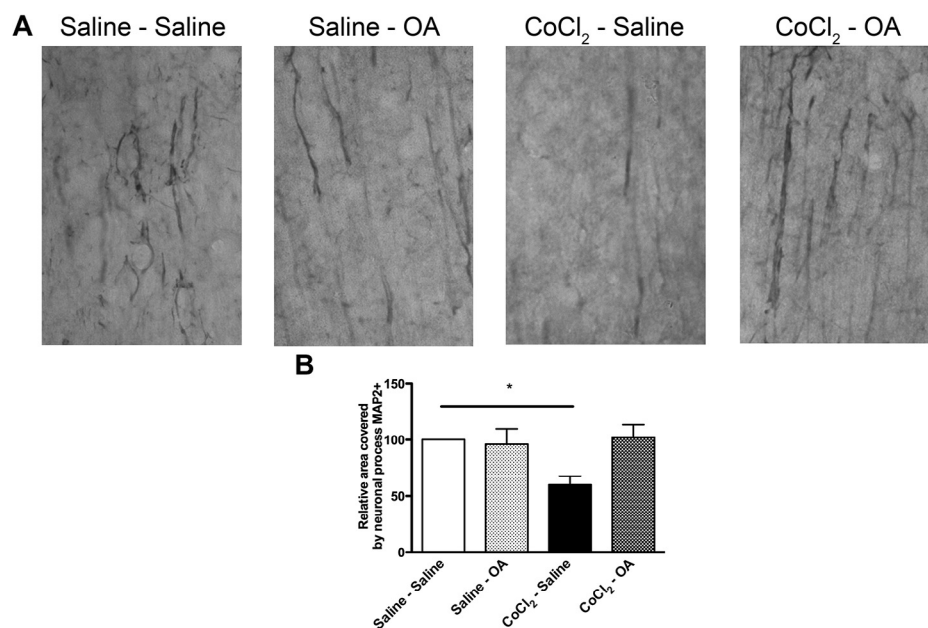 A
Saline - Saline
Saline - OA
CoCl₂ - Saline
CoCl₂ - OA
B
Relative area covered
by neuronal process MAP2+
150
100
50
0
*
Saline - Saline
Saline - OA
CoCl₂ - Saline
CoCl₂ - OA